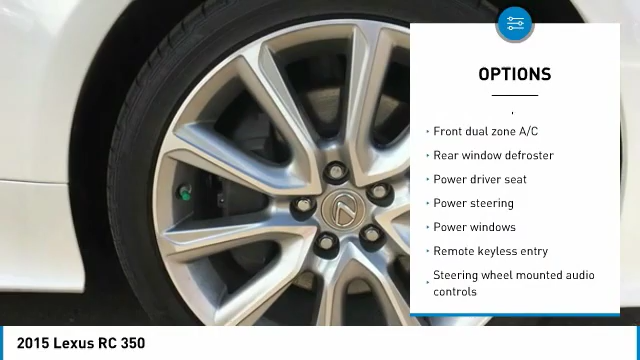 OPTIONS
Front dual zone A/C
Rear window defroster
Power driver seat
Power steering
Power windows
Remote keyless entry
Steering wheel mounted audio
controls
2015 Lexus RC 350